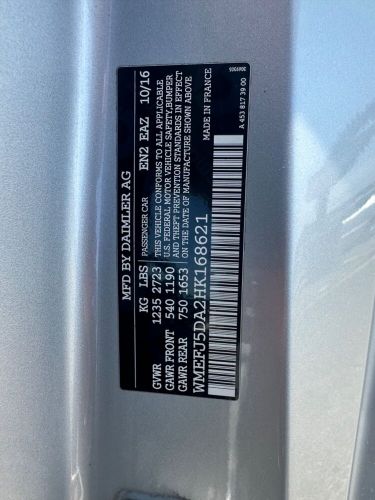 MFD BY DAIMLER AG
KG LBS PASSENGER CAR EN2 EAZ 10/16
GVWR 1235 2723 THIS VEHICLE CONFORMS TO ALL APPLICABLE
GAWR FRONT 540 1190 U.S. FEDERAL MOTOR VEHICLE SAFETY,BUMPER
GAWR REAR 750 1653 AND THEFT PREVENTION STANDARDS IN EFFECT
ON THE DATE OF MANUFACTURE SHOWN ABOVE
WMEFJ5DA2HK168621 MADE IN FRANCE
A 453 817 39 00